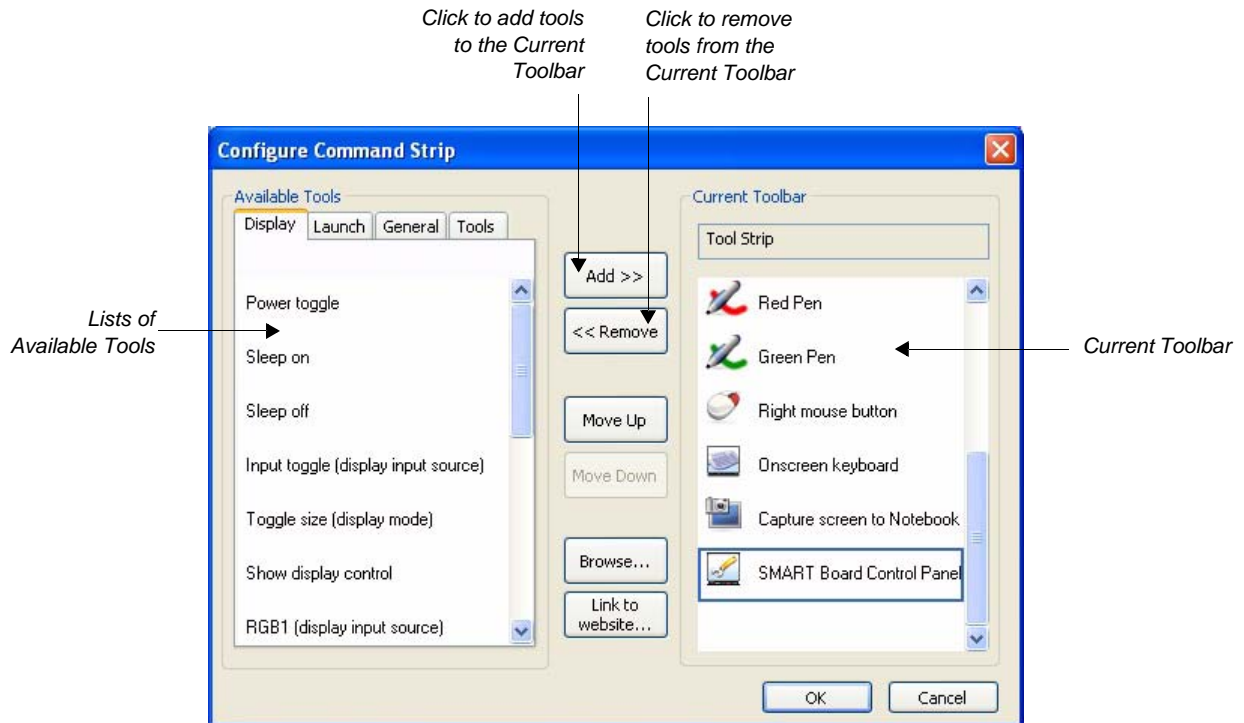 Click to add tools
to the Current
Toolbar
Click to remove
tools from the
Current Toolbar
Configure Command Strip
Available Tools
Display
Launch
General
Tools
Power toggle
Sleep on
Sleep off
Input toggle (display input source)
Toggle size (display mode)
Show display control
RGB1 (display input source)
Lists of
Available Tools
Add >>
<< Remove
Move Up
Move Down
Browse...
Link to
website...
Current Toolbar
Tool Strip
Red Pen
Green Pen
Right mouse button
Onscreen keyboard
Capture screen to Notebook
SMART Board Control Panel
Current Toolbar
OK
Cancel